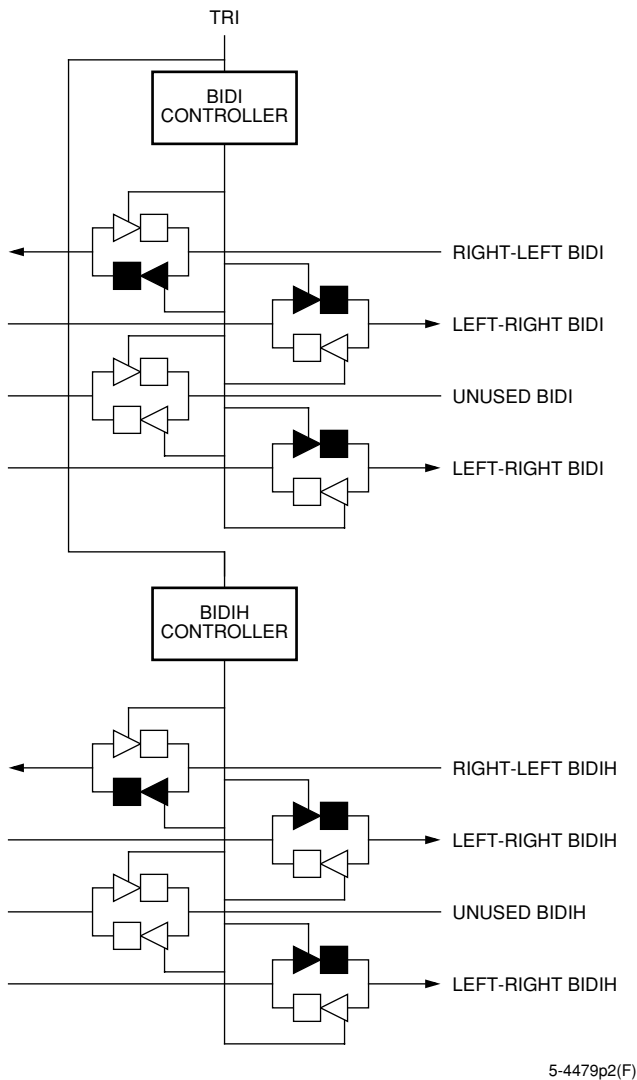 TRI
BIDI
CONTROLLER
RIGHT-LEFT BIDI
LEFT-RIGHT BIDI
UNUSED BIDI
LEFT-RIGHT BIDI
BIDIH
CONTROLLER
RIGHT-LEFT BIDIH
LEFT-RIGHT BIDIH
UNUSED BIDIH
LEFT-RIGHT BIDIH
5-4479p2(F)